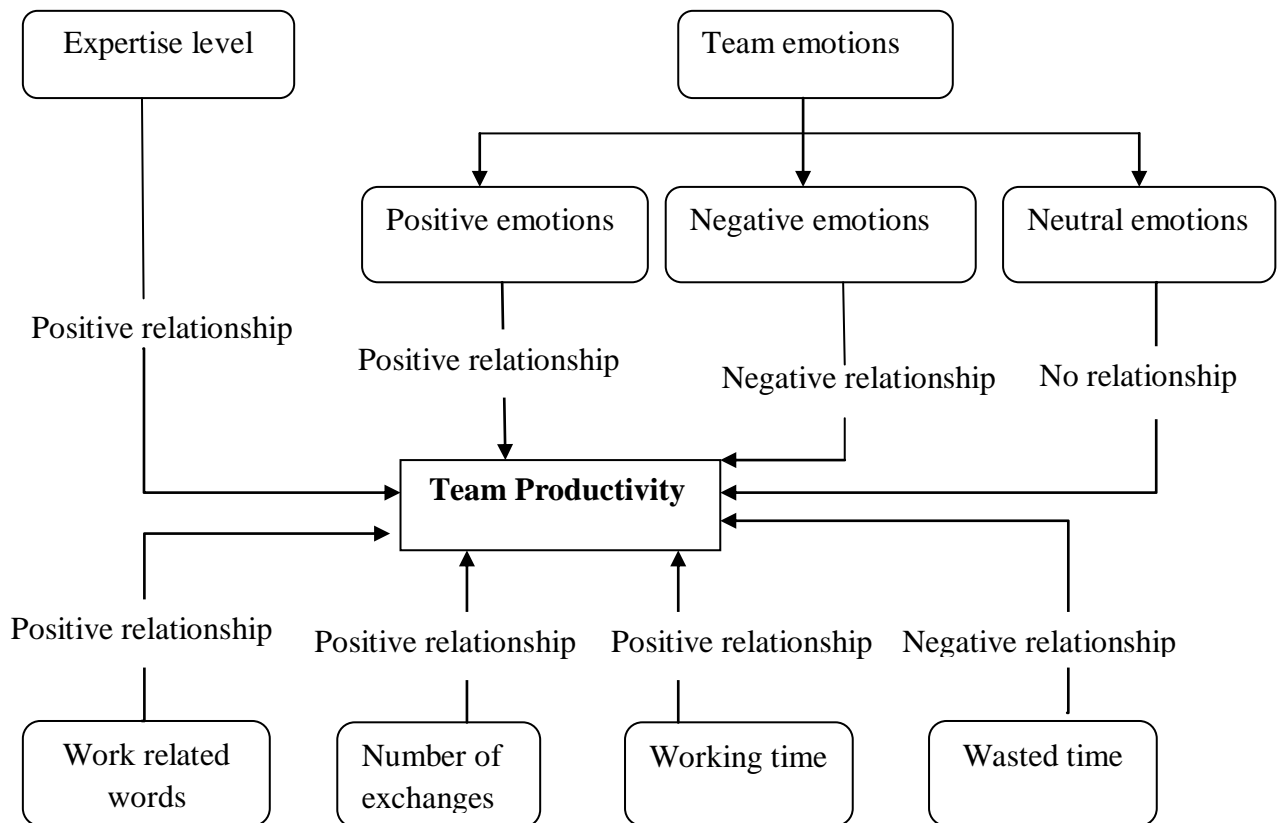 Expertise level
Team emotions
Positive emotions
Negative emotions
Neutral emotions
Positive relationship
Positive relationship
Negative relationship
No relationship
Team Productivity
Positive relationship
Positive relationship
Positive relationship
Negative relationship
Work related
words
Number of
exchanges
Working time
Wasted time